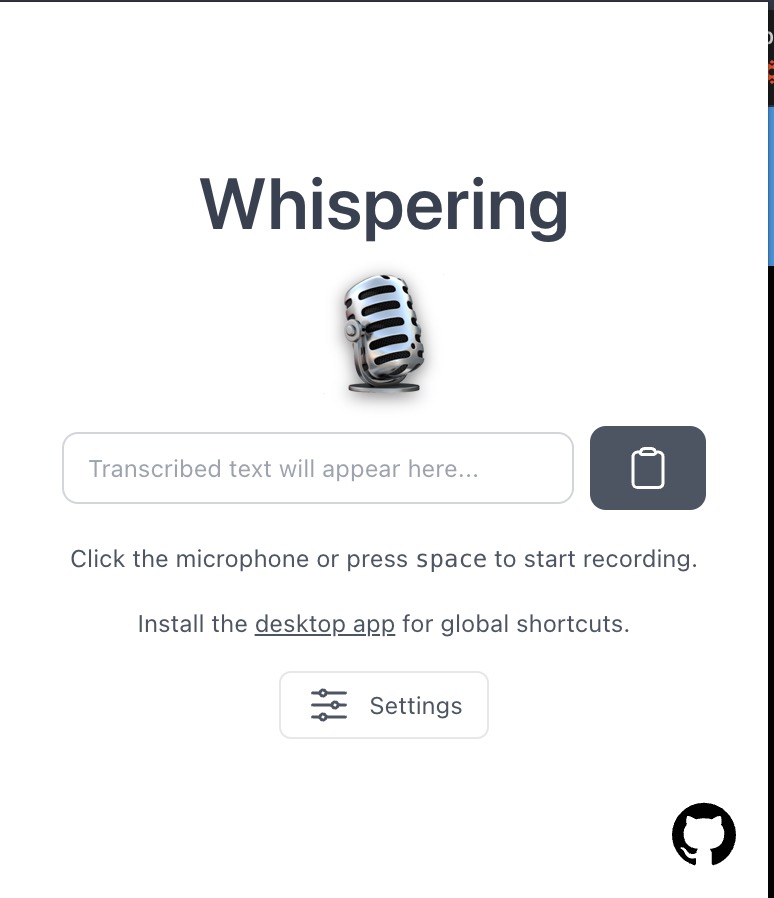 Whispering
Transcribed text will appear here...
Click the microphone or press space to start recording.
Install the desktop app for global shortcuts.
Settings